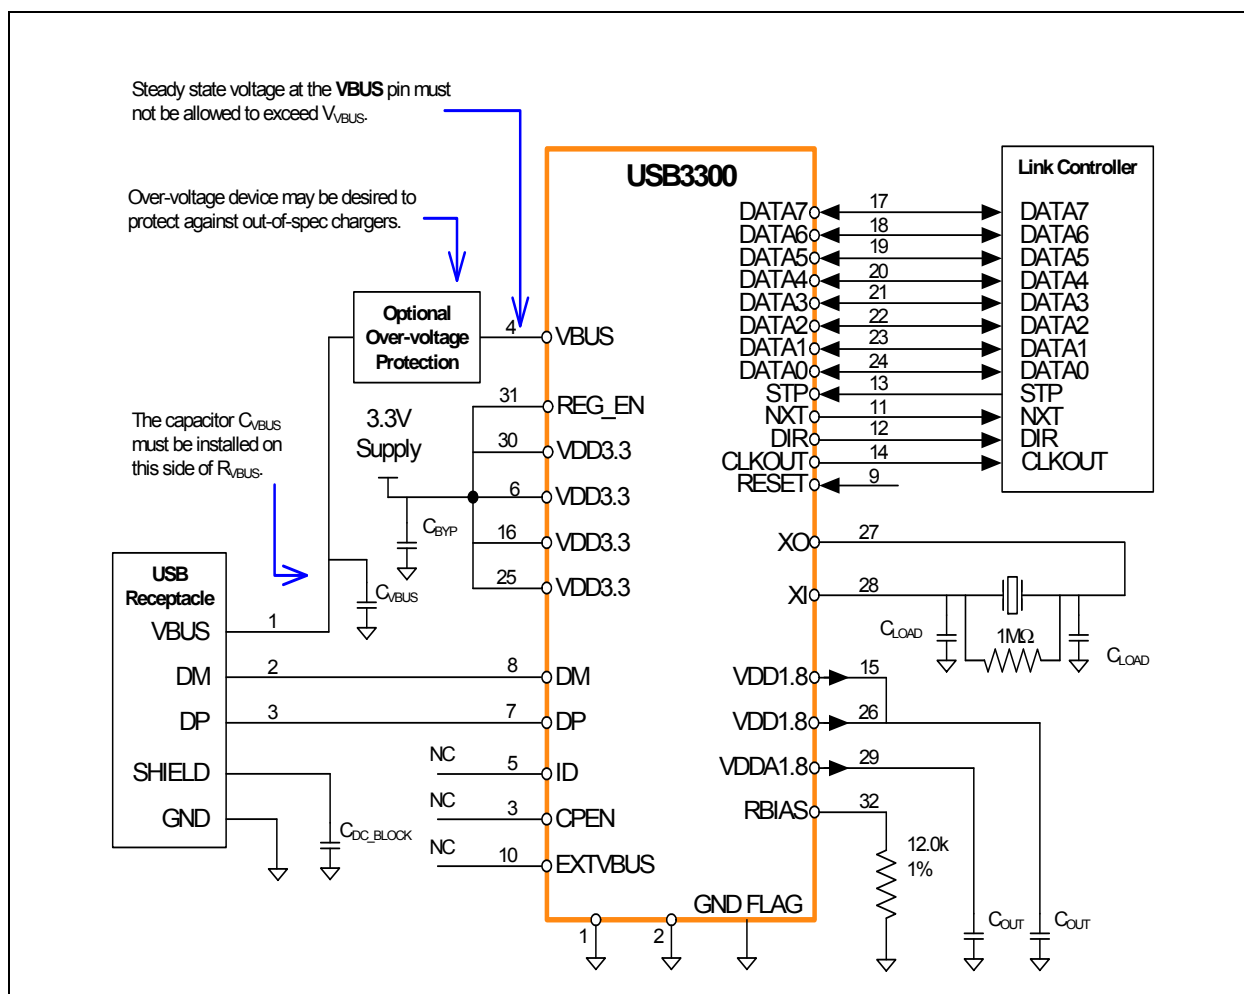 Steady state voltage at the VBUS pin must
not be allowed to exceed VVBUS.
Over-voltage device may be desired to
protect against out-of-spec chargers.
Optional
Over-voltage
Protection
The capacitor CVBUS
must be installed on
this side of RVBUS.
3.3V
Supply
CBYP
CVBUS
USB
Receptacle
VBUS
1
DM
2
DP
3
SHIELD
GND
CDC_BLOCK
USB3300
4
VBUS
31
REG_EN
30
VDD3.3
6
VDD3.3
16
VDD3.3
25
VDD3.3
8
DM
7
DP
NC
5
ID
NC
3
CPEN
NC
10
EXTVBUS
1
2
GND FLAG
DATA7
17
DATA6
18
DATA5
19
DATA4
20
DATA3
21
DATA2
22
DATA1
23
DATA0
24
STP
13
NXT
11
DIR
12
CLKOUT
14
RESET
9
XO
27
XI
28
VDD1.8
15
VDD1.8
26
VDDA1.8
29
RBIAS
32
Link Controller
DATA7
DATA6
DATA5
DATA4
DATA3
DATA2
DATA1
DATA0
STP
NXT
DIR
CLKOUT
CLOAD
1MΩ
CLOAD
12.0k
1%
COUT
COUT